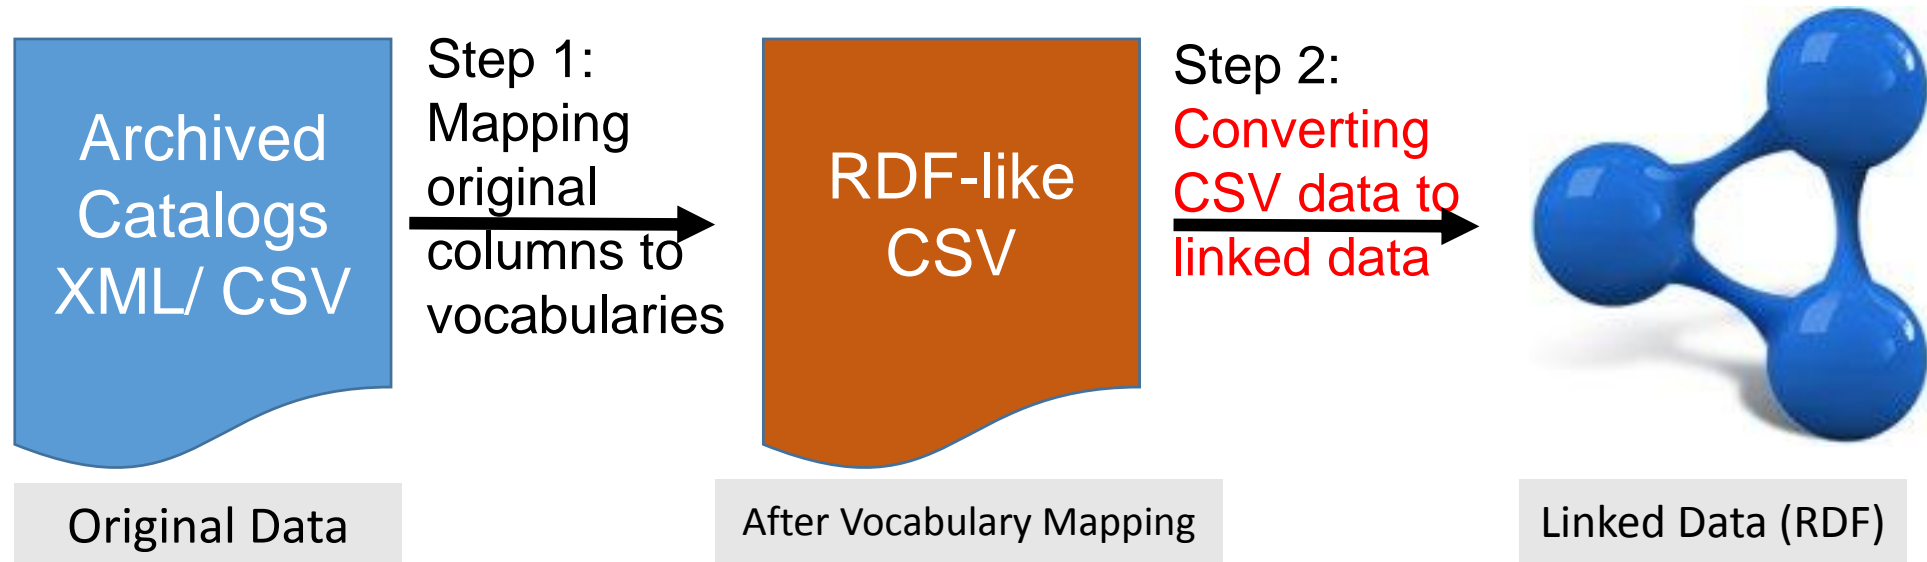 Archived
Catalogs
XML/ CSV
Original Data
Step 1:
Mapping
original
columns to
vocabularies
RDF-like
CSV
After Vocabulary Mapping
Step 2:
Converting
CSV data to
linked data
Linked Data (RDF)